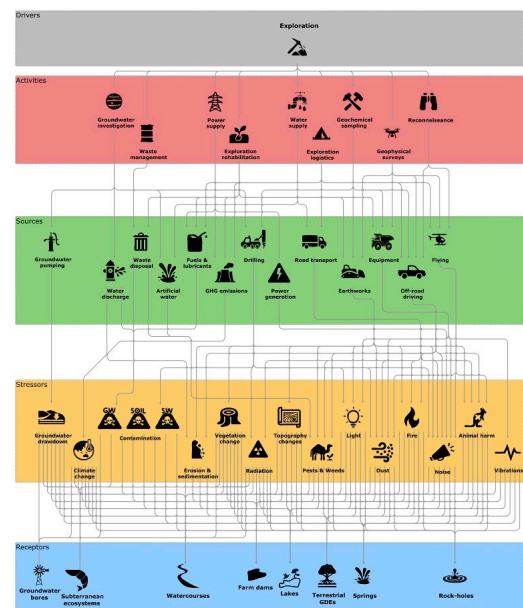 Drivers
Exploration
Activities
Groundwater
investigation
Power
supply
Water
supply
Geochemical
sampling
Reconneissance
Waste
management
Exploration
rehabilitation
Exploration
logistics
Geophysical
surveys
Sources
Groundwater
pumping
Waste
disposal
Fuels &
lubricants
Drilling
Road transport
Equipment
Flying
Water
discharge
Artificial
water
GHG emissions
Power
generation
Earthworks
Off-road
driving
Stressors
GW
SOIL
SW
Groundwater
drawdown
Contamination
Vegetation
change
Topography
changes
Light
Fire
Animal harm
Climate
change
Erosion &
sedimentation
Radiation
Pests & Weeds
Dust
Noise
Vibrations
Receptors
Groundwater
bores
Subterranean
ecosystems
Watercourses
Farm dams
Lakes
Terrestrial
GDEs
Springs
Rock-holes